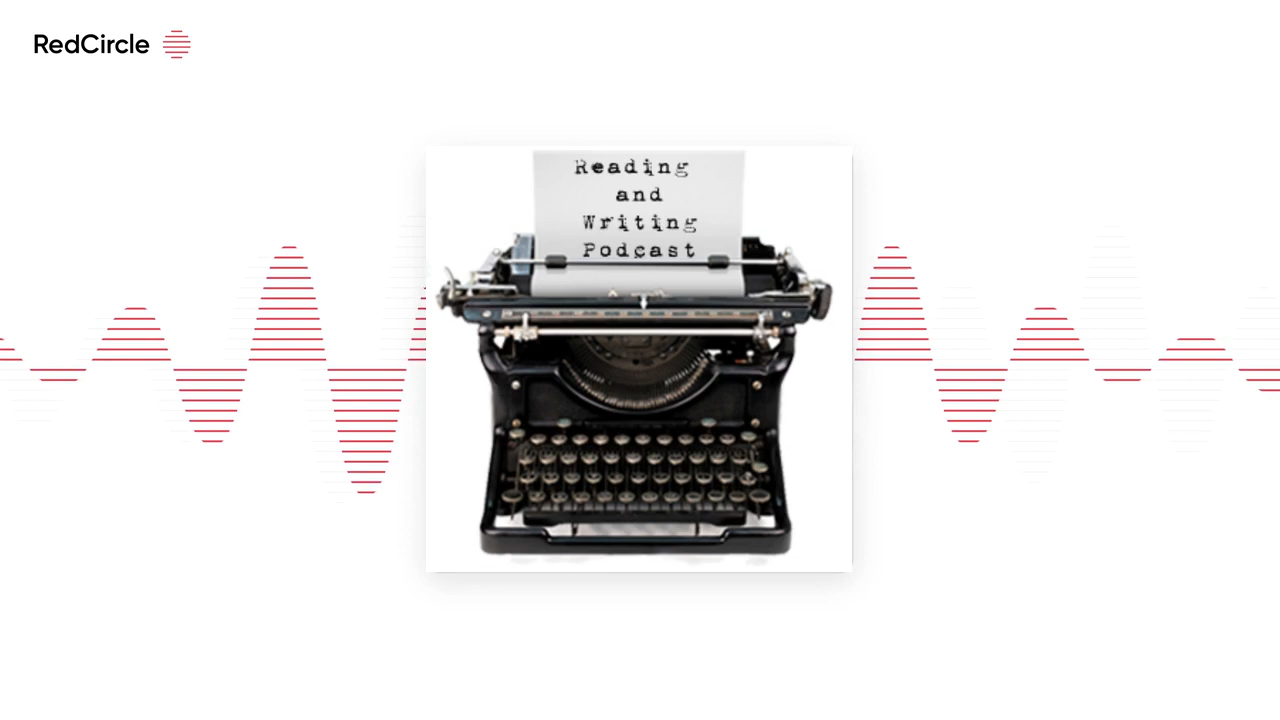 RedCircle
Reading
and
Writing
Podcast